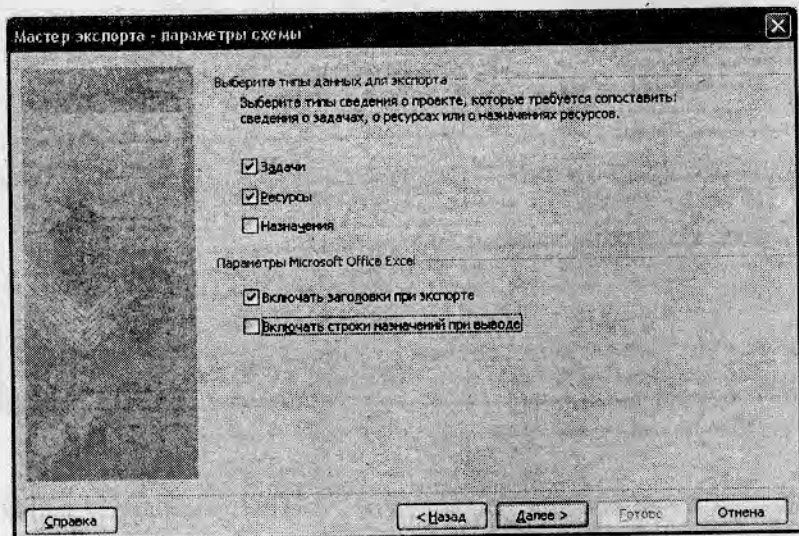 Мастер экспорта - параметры схемы
Выберите типы данных для экспорта
Выберите типы сведения о проекте, которые требуется сопоставить:
сведения о задачах, о ресурсах или о назначениях ресурсов.
Задачи
Ресурсы
Назначения
Параметры Microsoft Office Excel
Включать заголовки при экспорте
Включать строки назначений при выводе
Справка
< Назад
Далее >
Готово
Отмена